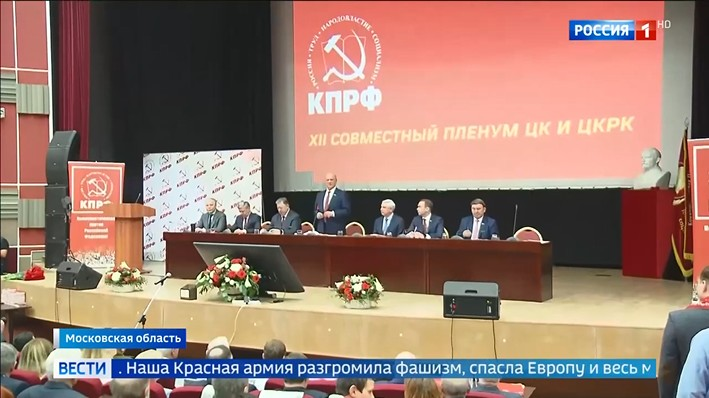 РОССИЯ 1 HD
РОССИЯ · ТРУД · НАРОДОВЛАСТИЕ · СОЦИАЛИЗМ
КПРФ
XII СОВМЕСТНЫЙ ПЛЕНУМ ЦК И ЦКРК
КПРФ
КПРФ
Московская область
ВЕСТИ
. Наша Красная армия разгромила фашизм, спасла Европу и весь м